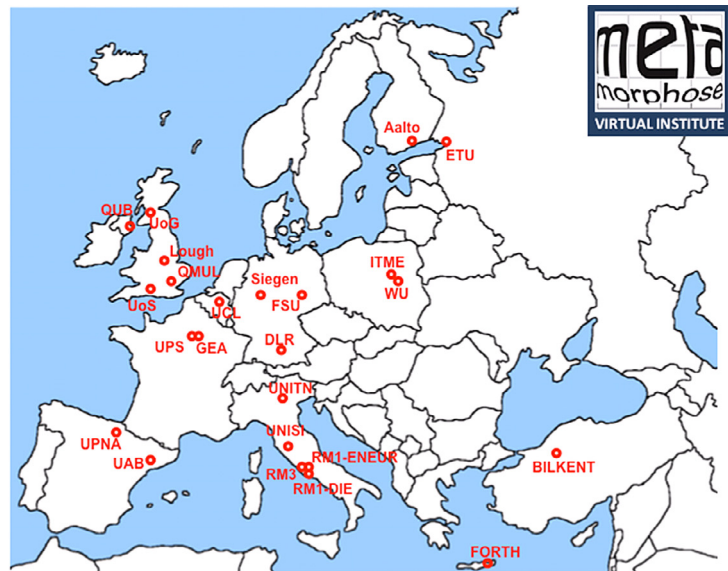 meta
morphose
VIRTUAL INSTITUTE
Aalto
ETU
QUB
UoG
Lough
QMUL
UoS
UCL
Siegen
FSU
ITME
WU
UPS
GEA
DLR
UNITN
UPNA
UAB
UNISI
RM1-ENEUR
RM3
RM1-DIE
BILKENT
FORTH